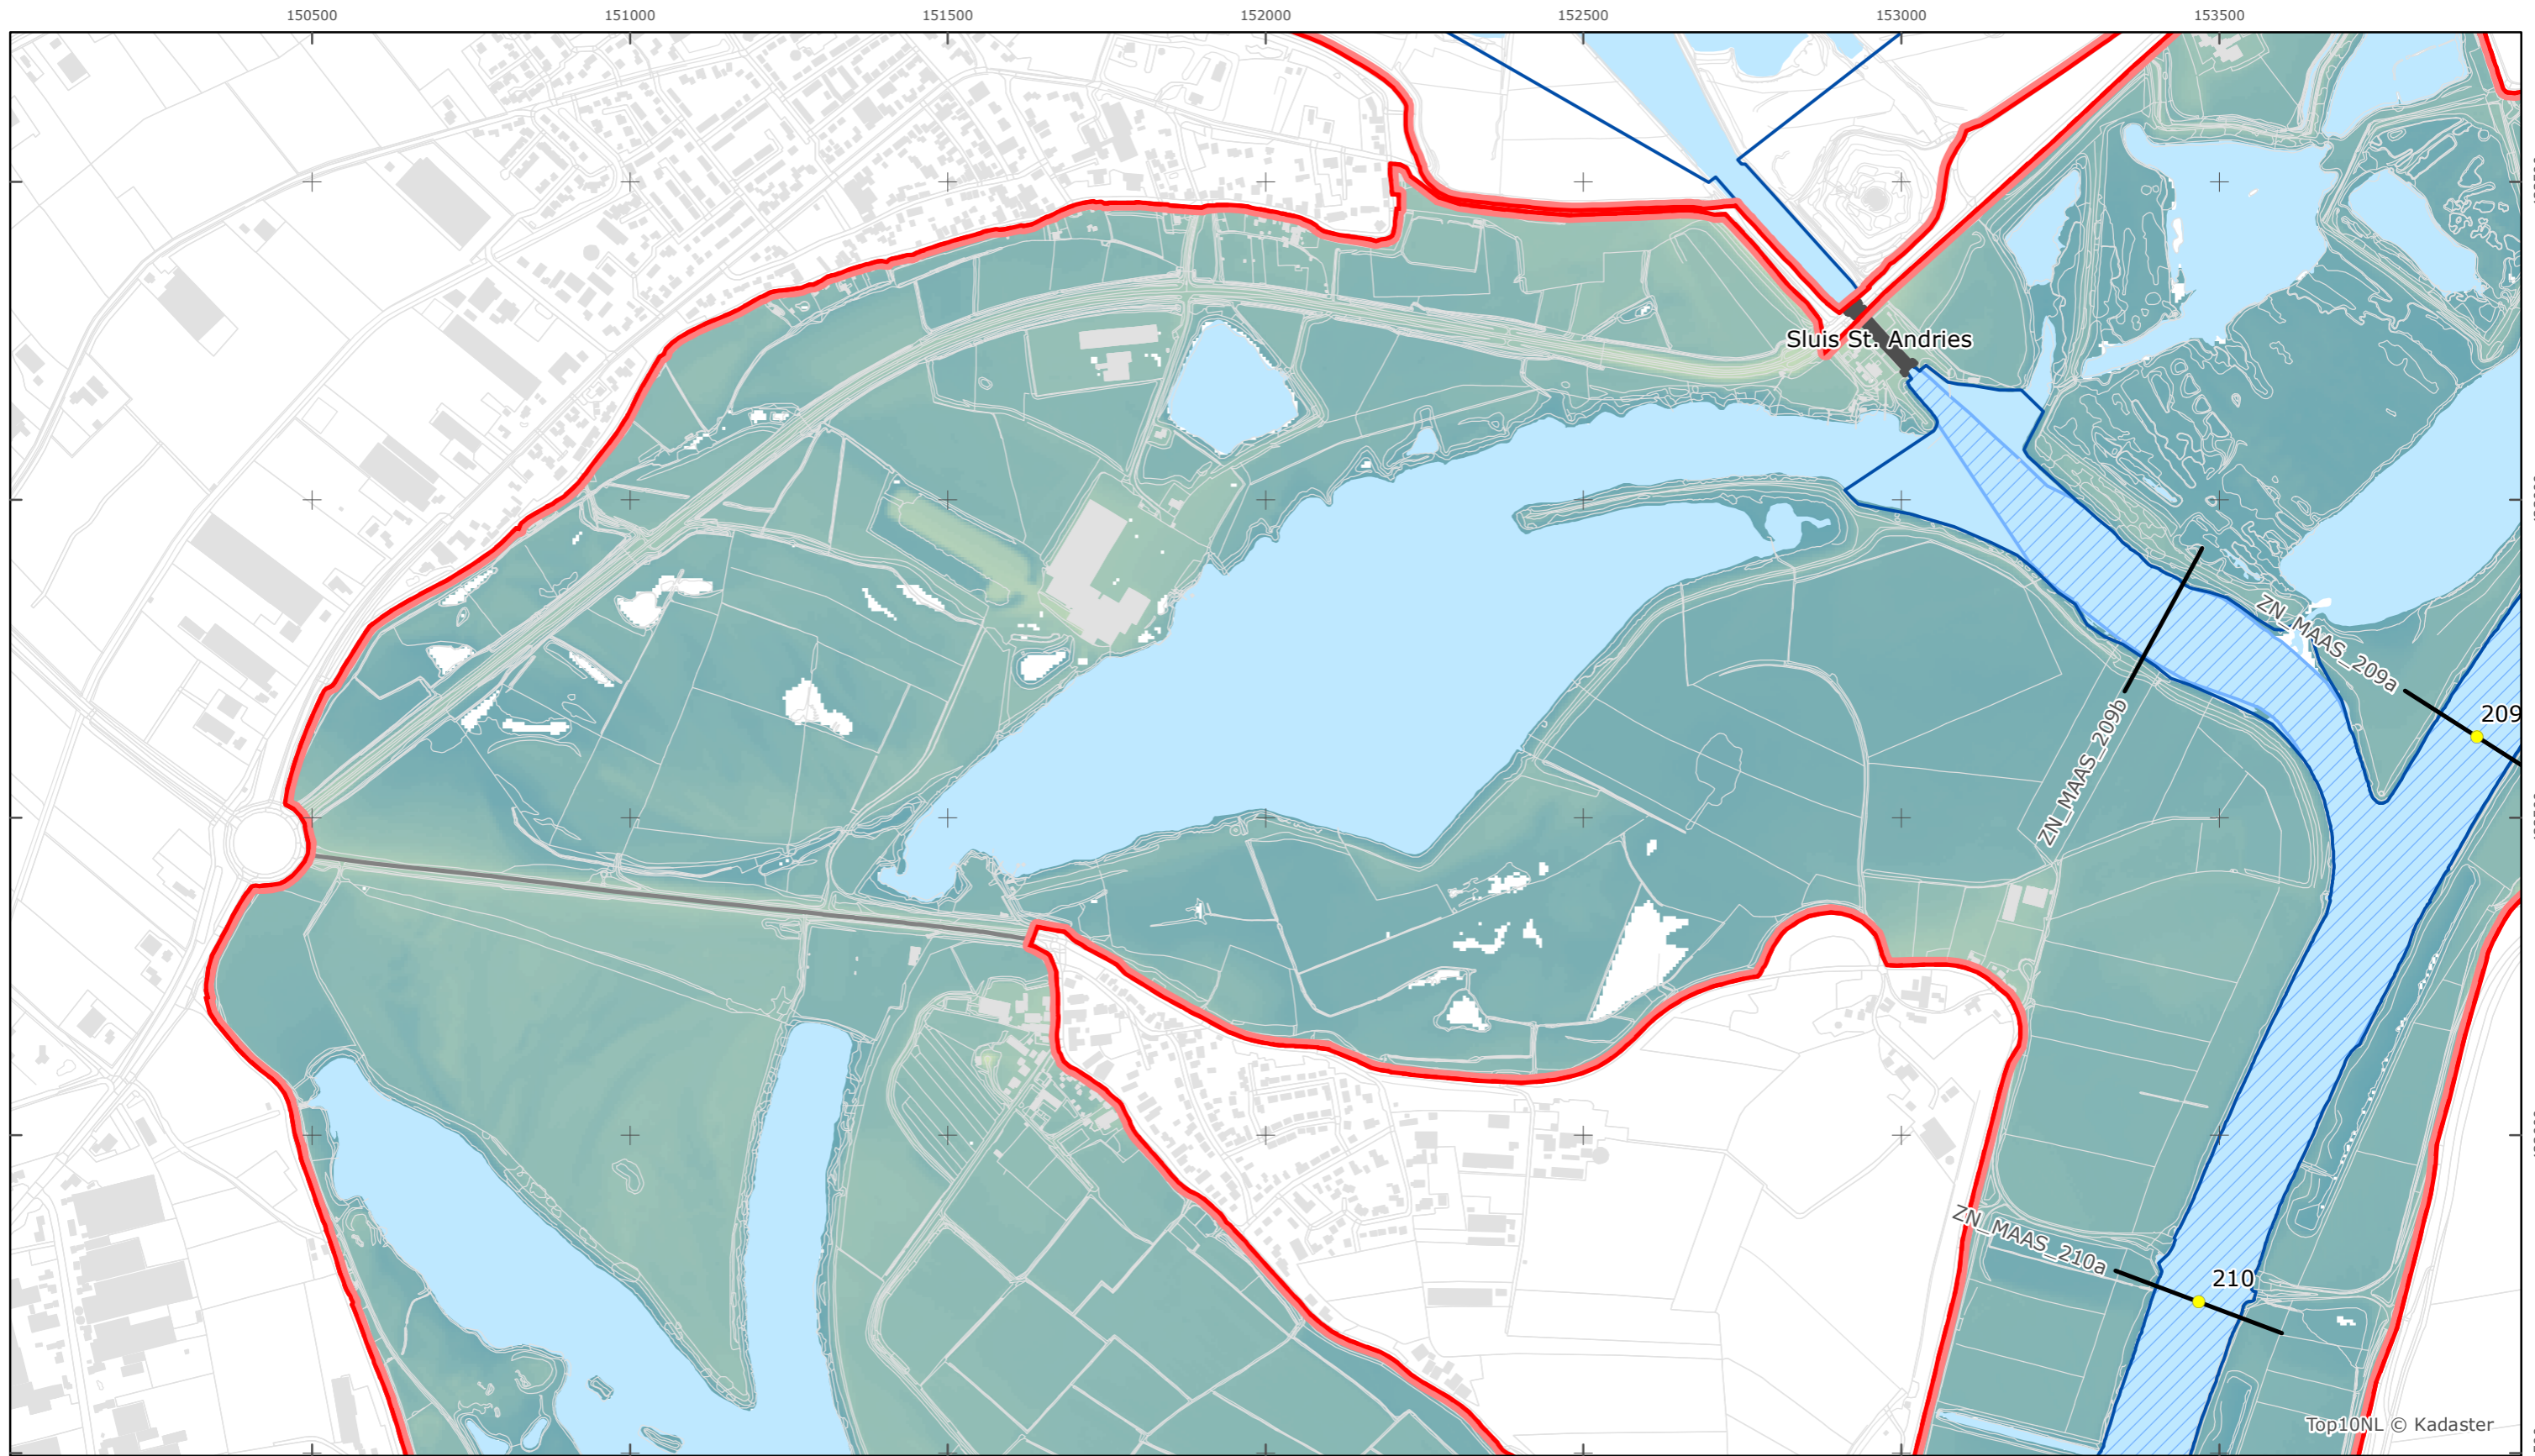 150500
151000
151500
152000
152500
153000
153500
Sluis St. Andries
ZN_MAAS_209a
209
ZN_MAAS_209b
ZN_MAAS_210a
210
Top10NL © Kadaster